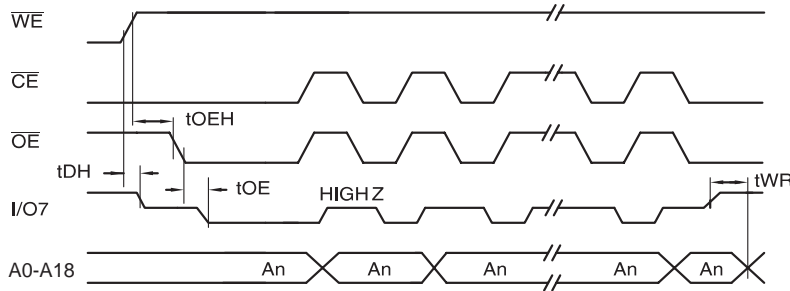 WE
CE
tOEH
OE
tDH
tOE
HIGH Z
tWR
I/O7
A0-A18 An An An An An